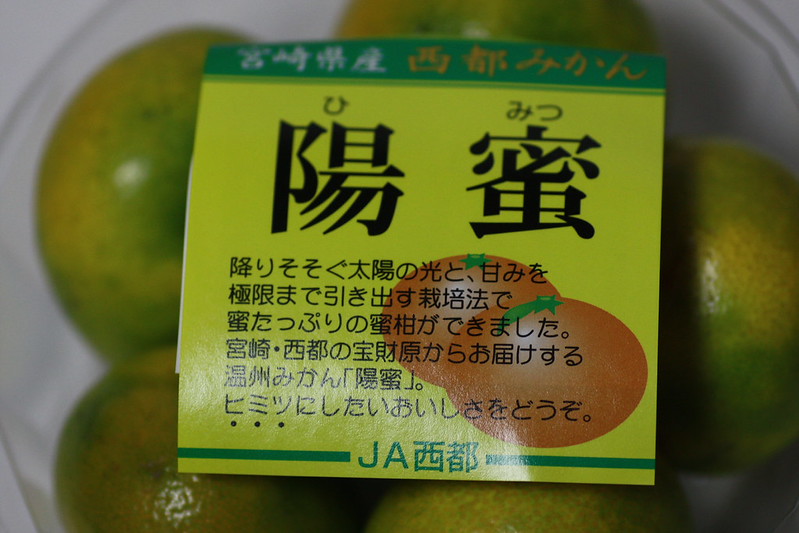 宮崎県産 西都みかん
ひ みつ
陽蜜
降りそそぐ太陽の光と、甘みを
極限まで引き出す栽培法で
蜜たっぷりの蜜柑ができました。
宮崎・西都の宝財原からお届けする
温州みかん「陽蜜」。
ヒミツにしたいおいしさをどうぞ。
JA西都